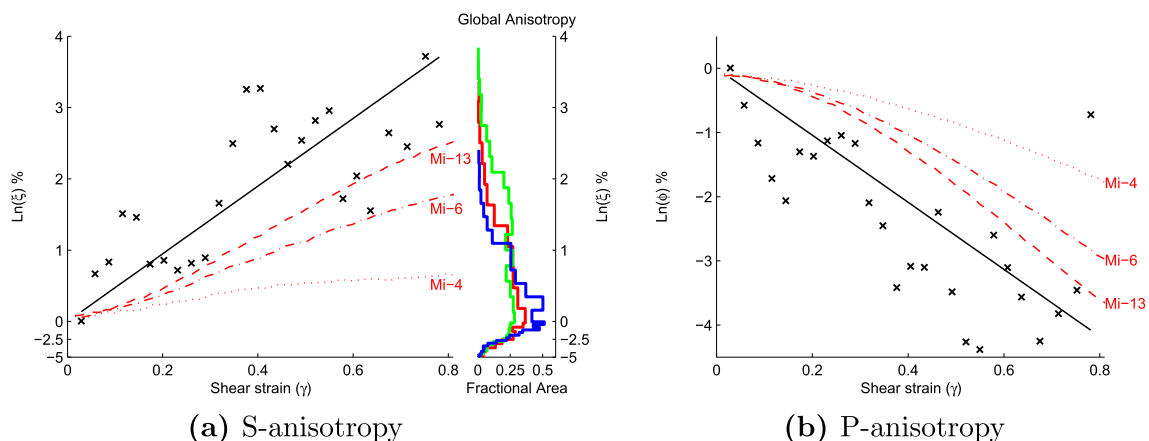 Global Anisotropy
4
3
2
1
0
−2.5
−5
Ln(ξ) %
0
0.2
0.4
0.6
0.8
Shear strain (γ)
Mi−13
Mi−6
Mi−4
4
3
2
1
0
−2.5
−5
Ln(ξ) %
0
0.25
0.5
Fractional Area
(a) S-anisotropy
0
−1
−2
−3
−4
Ln(ϕ) %
0
0.2
0.4
0.6
0.8
Shear strain (γ)
Mi−4
Mi−6
Mi−13
(b) P-anisotropy